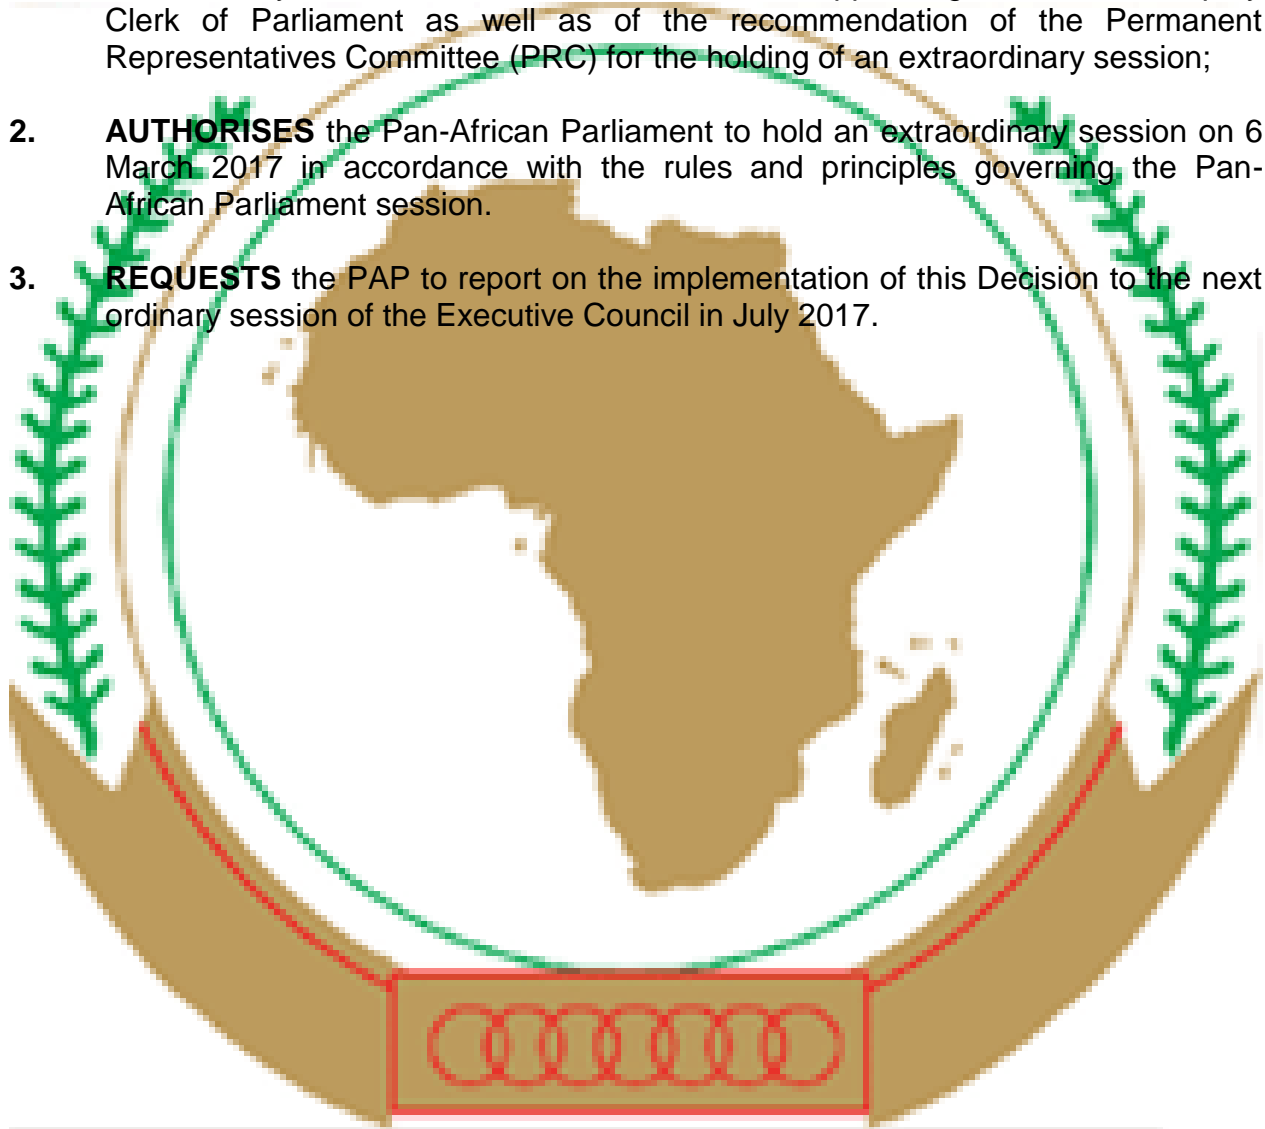 Clerk of Parliament as well as of the recommendation of the Permanent
Representatives Committee (PRC) for the holding of an extraordinary session;
2. AUTHORISES the Pan-African Parliament to hold an extraordinary session on 6
March 2017 in accordance with the rules and principles governing the Pan-
African Parliament session.
3. REQUESTS the PAP to report on the implementation of this Decision to the next
ordinary session of the Executive Council in July 2017.